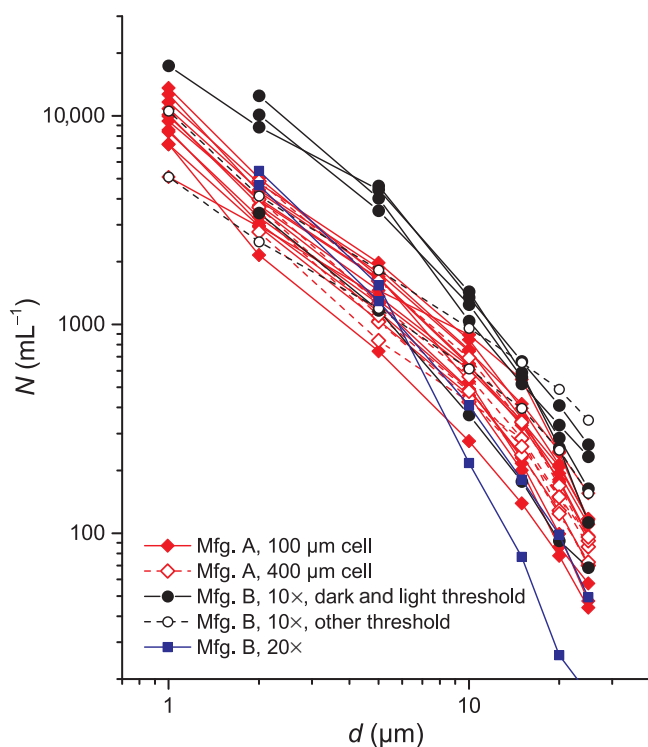 10,000
1000
100
N (mL⁻¹)
Mfg. A, 100 µm cell
Mfg. A, 400 µm cell
Mfg. B, 10×, dark and light threshold
Mfg. B, 10×, other threshold
Mfg. B, 20×
1 10
d (µm)